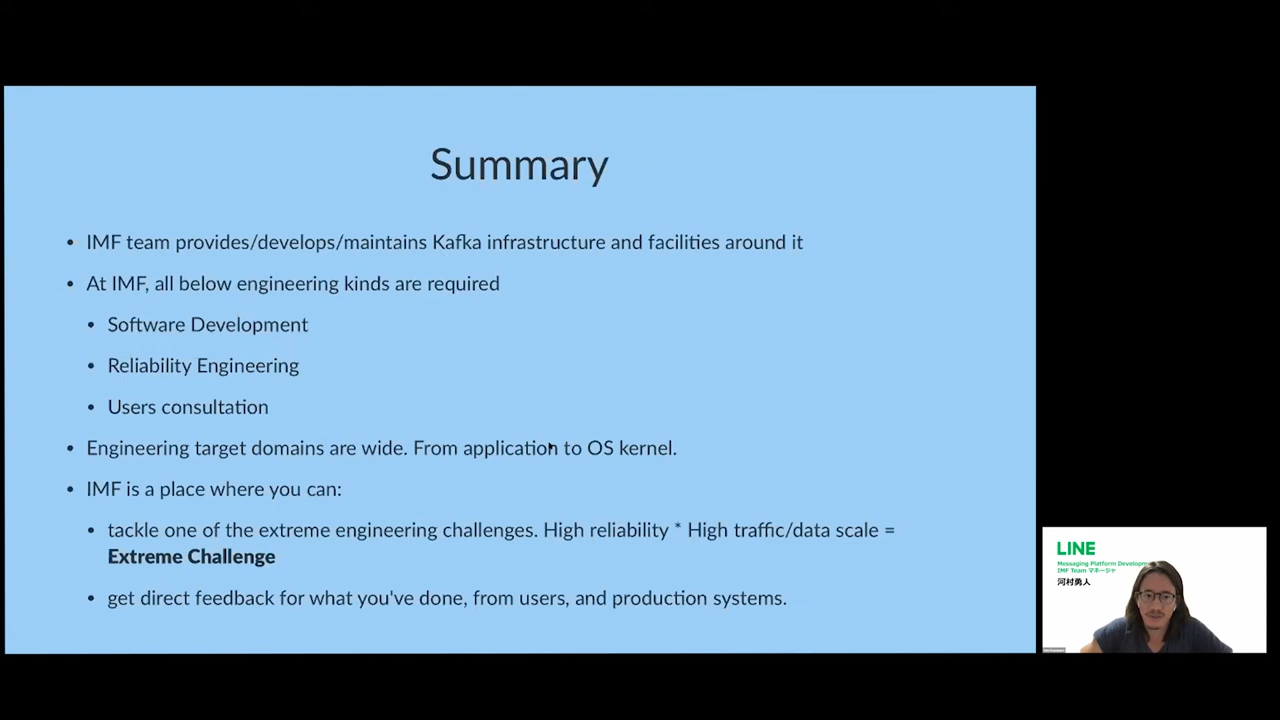 Summary
• IMF team provides/develops/maintains Kafka infrastructure and facilities around it
• At IMF, all below engineering kinds are required
• Software Development
• Reliability Engineering
• Users consultation
• Engineering target domains are wide. From application to OS kernel.
• IMF is a place where you can:
• tackle one of the extreme engineering challenges. High reliability * High traffic/data scale =
Extreme Challenge
• get direct feedback for what you've done, from users, and production systems.
LINE
Messaging Platform
IMF Team マネージャ
河村勇人